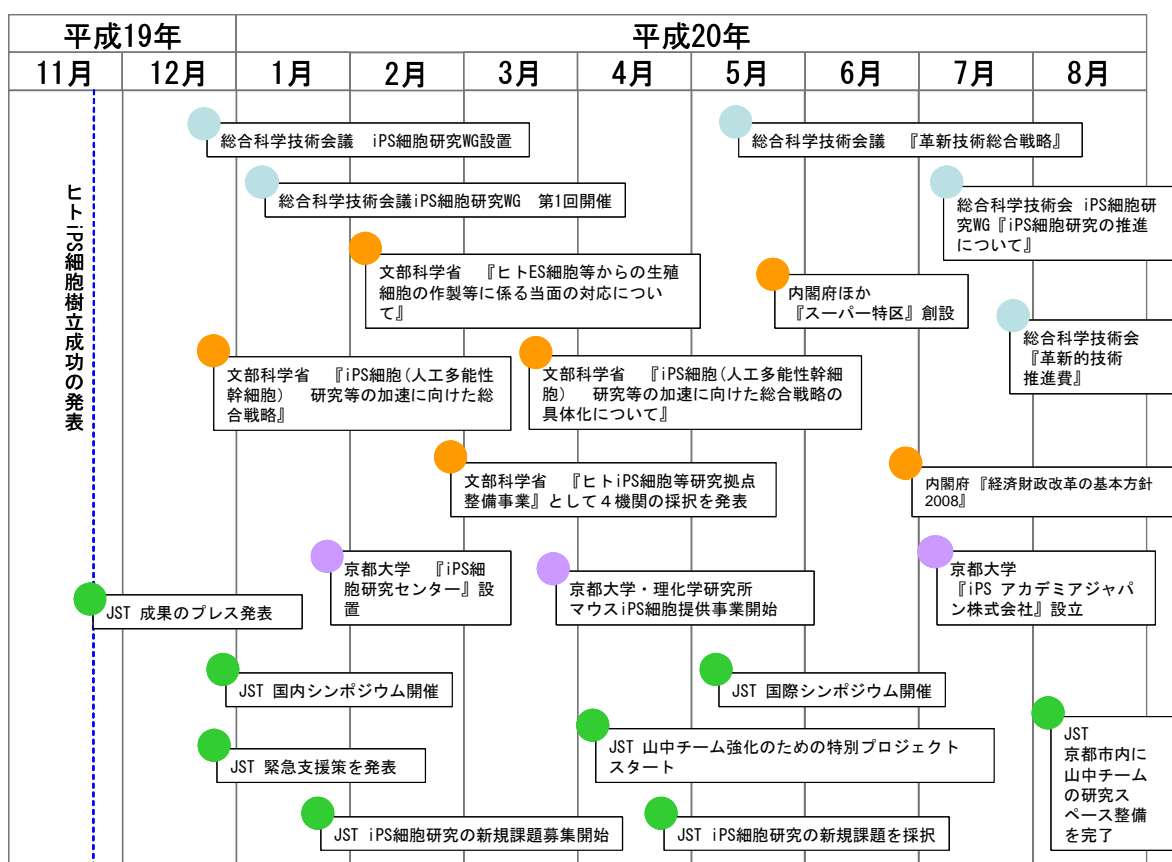 平成19年
平成20年
11月
12月
1月
2月
3月
4月
5月
6月
7月
8月
ヒトiPS細胞樹立成功の発表
総合科学技術会議　iPS細胞研究WG設置
総合科学技術会議　『革新技術総合戦略』
総合科学技術会議iPS細胞研究WG　第1回開催
総合科学技術会　iPS細胞研
究WG『iPS細胞研究の推進
について』
文部科学省　『ヒトES細胞等からの生殖
細胞の作製等に係る当面の対応につい
て』
内閣府ほか
『スーパー特区』創設
総合科学技術会
『革新的技術
推進費』
文部科学省　『iPS細胞(人工多能性
幹細胞)　研究等の加速に向けた総
合戦略』
文部科学省　『iPS細胞(人工多能性幹細
胞)　研究等の加速に向けた総合戦略の
具体化について』
文部科学省　『ヒトiPS細胞等研究拠点
整備事業』として４機関の採択を発表
内閣府『経済財政改革の基本方針
2008』
京都大学　『iPS細
胞研究センター』設
置
京都大学・理化学研究所
マウスiPS細胞提供事業開始
京都大学
『iPS アカデミアジャパ
ン株式会社』設立
JST 成果のプレス発表
JST 国内シンポジウム開催
JST 国際シンポジウム開催
JST 緊急支援策を発表
JST 山中チーム強化のための特別プロジェクト
スタート
JST
京都市内に
山中チーム
の研究ス
ペース整備
を完了
JST iPS細胞研究の新規課題募集開始
JST iPS細胞研究の新規課題を採択